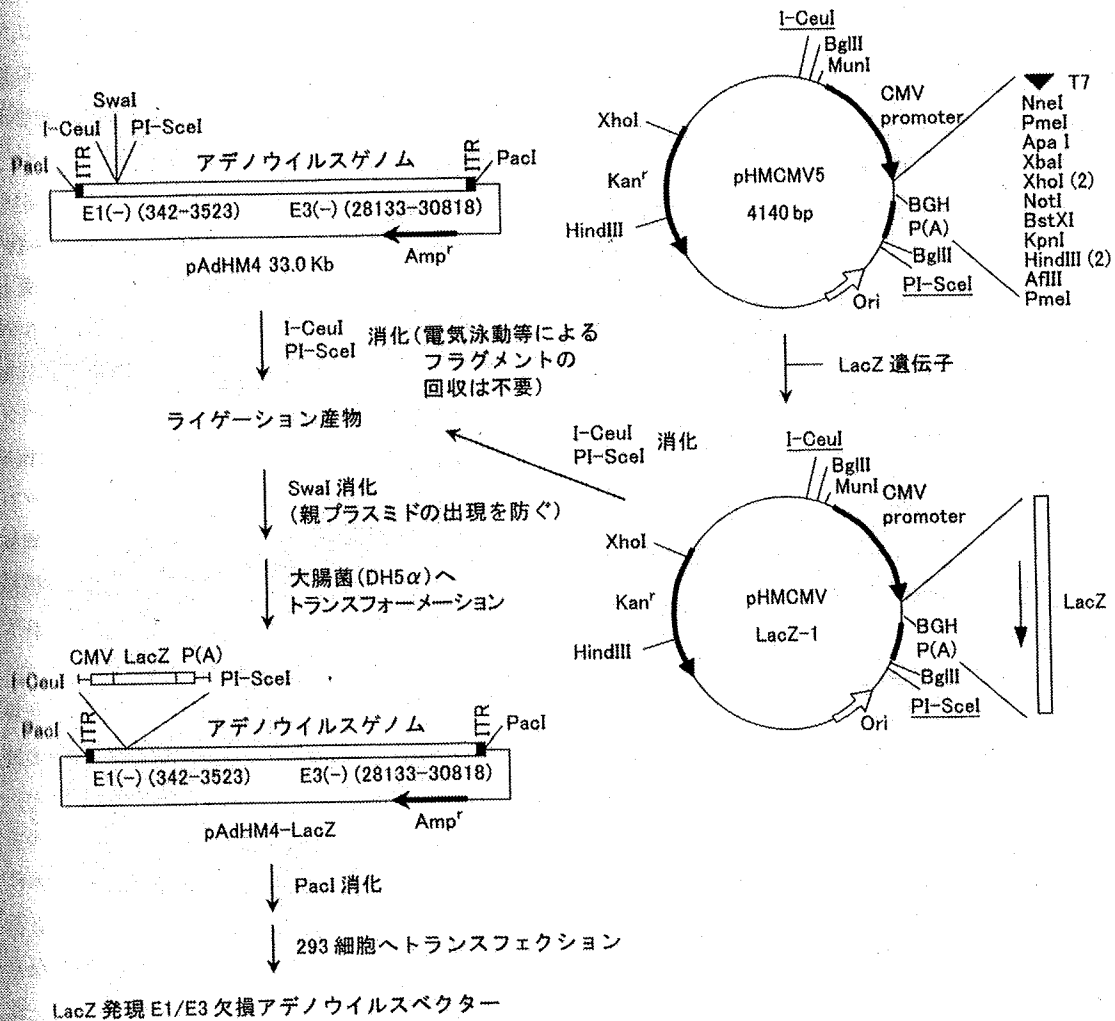 SwaI
I-CeuI
PI-SceI
PacI
ITR
アデノウイルスゲノム
ITR
PacI
E1(-) (342-3523)
E3(-) (28133-30818)
Ampʳ
pAdHM4 33.0 Kb
I-CeuI
PI-SceI
消化(電気泳動等による
フラグメントの
回収は不要)
ライゲーション産物
SwaI 消化
(親プラスミドの出現を防ぐ)
大腸菌(DH5α)へ
トランスフォーメーション
CMV LacZ P(A)
I-CeuI
PI-SceI
PacI
ITR
アデノウイルスゲノム
ITR
PacI
E1(-) (342-3523)
E3(-) (28133-30818)
Ampʳ
pAdHM4-LacZ
PacI 消化
293 細胞へトランスフェクション
LacZ 発現 E1/E3 欠損アデノウイルスベクター
I-CeuI
BglII
MunI
CMV
promoter
XhoI
Kanʳ
HindIII
pHMCMV5
4140 bp
BGH
P(A)
BglII
PI-SceI
Ori
T7
NneI
PmeI
Apa I
XbaI
XhoI (2)
NotI
BstXI
KpnI
HindIII (2)
AflII
PmeI
LacZ 遺伝子
I-CeuI
PI-SceI
消化
I-CeuI
BglII
MunI
CMV
promoter
XhoI
Kanʳ
HindIII
pHMCMV
LacZ-1
BGH
P(A)
BglII
PI-SceI
Ori
LacZ